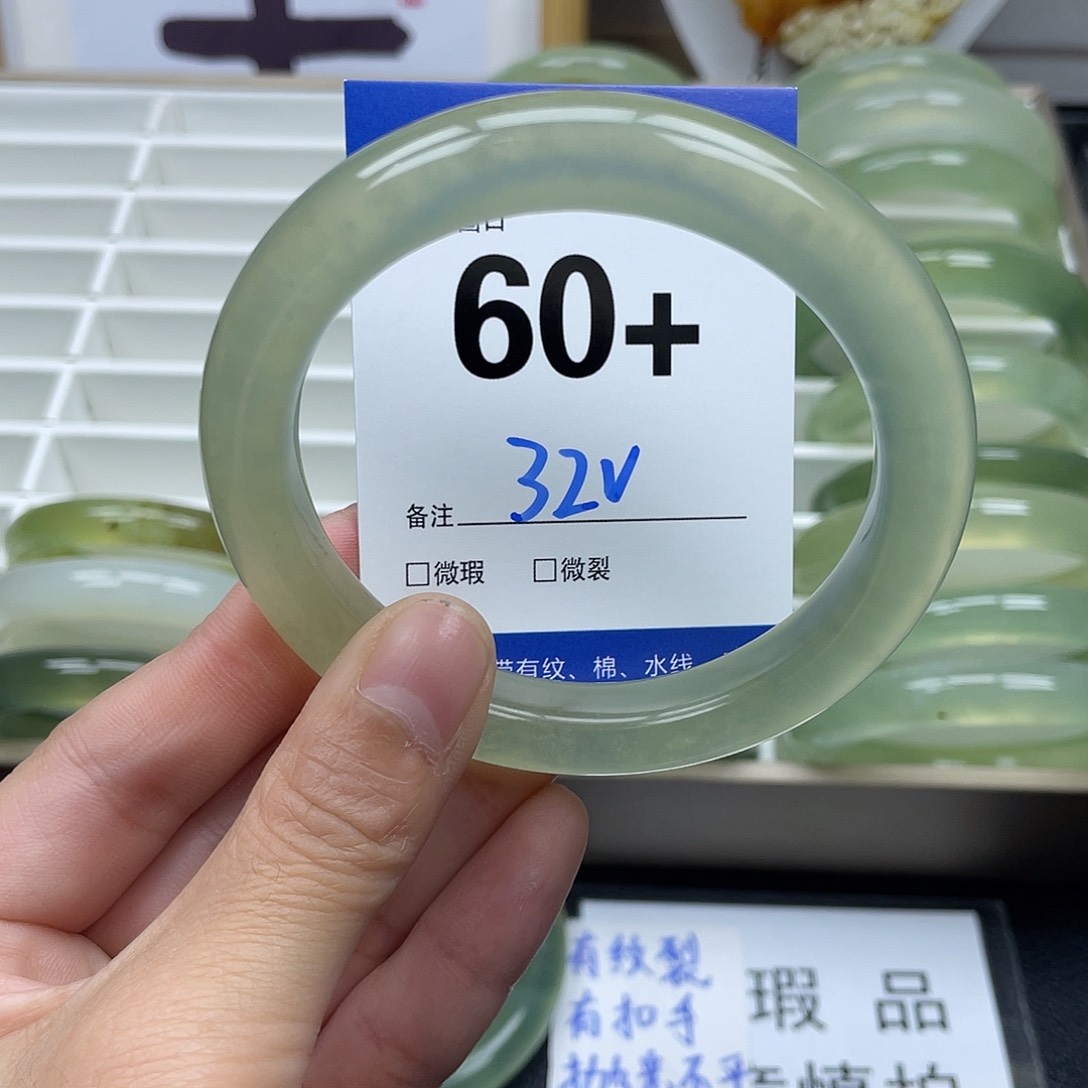 60+
32V
备注
□微瑕 □微裂
带有纹、棉、水线、
有纹裂
有扣手
瑕 品